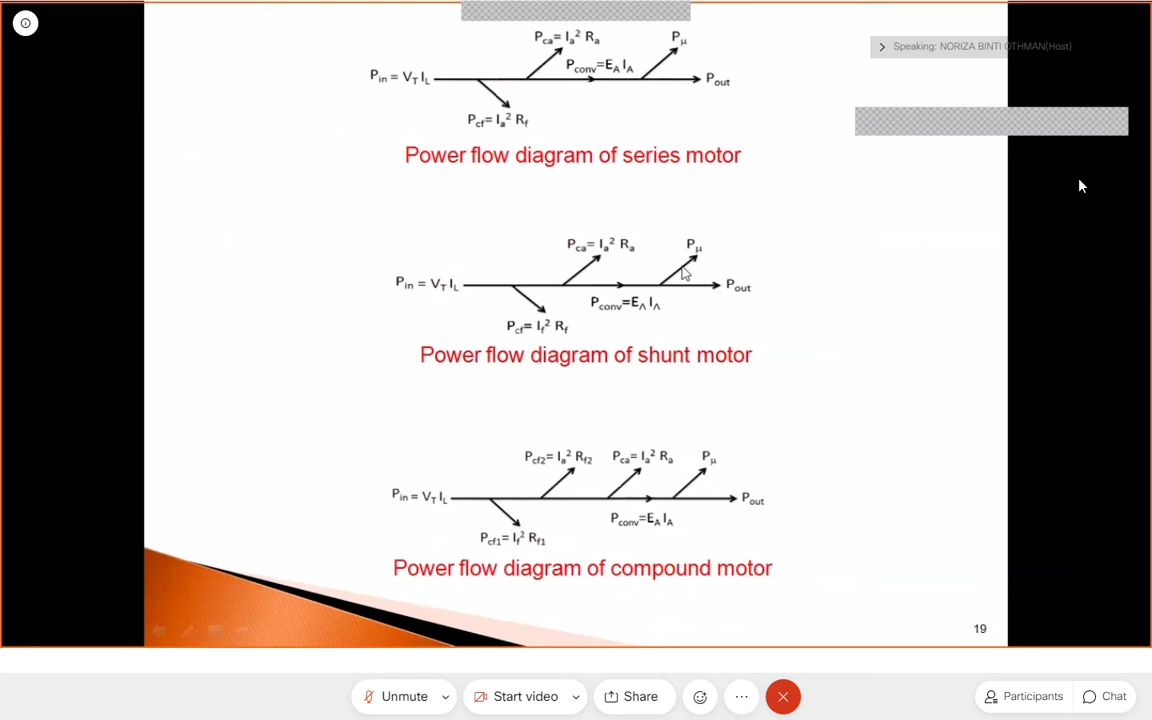 Speaking: NORIZA BINTI OTHMAN(Host)
Pca= Ia² Ra
Pμ
Pconv=EA IA
Pin = VT IL
Pout
Pcf= Ia² Rf
Power flow diagram of series motor
Pca= Ia² Ra
Pμ
Pin = VT IL
Pout
Pconv=EA IA
Pcf= If² Rf
Power flow diagram of shunt motor
Pcf2= Ia² Rf2
Pca= Ia² Ra
Pμ
Pin = VT IL
Pout
Pconv=EA IA
Pcf1= If² Rf1
Power flow diagram of compound motor
19
Unmute
Start video
Share
Participants
Chat